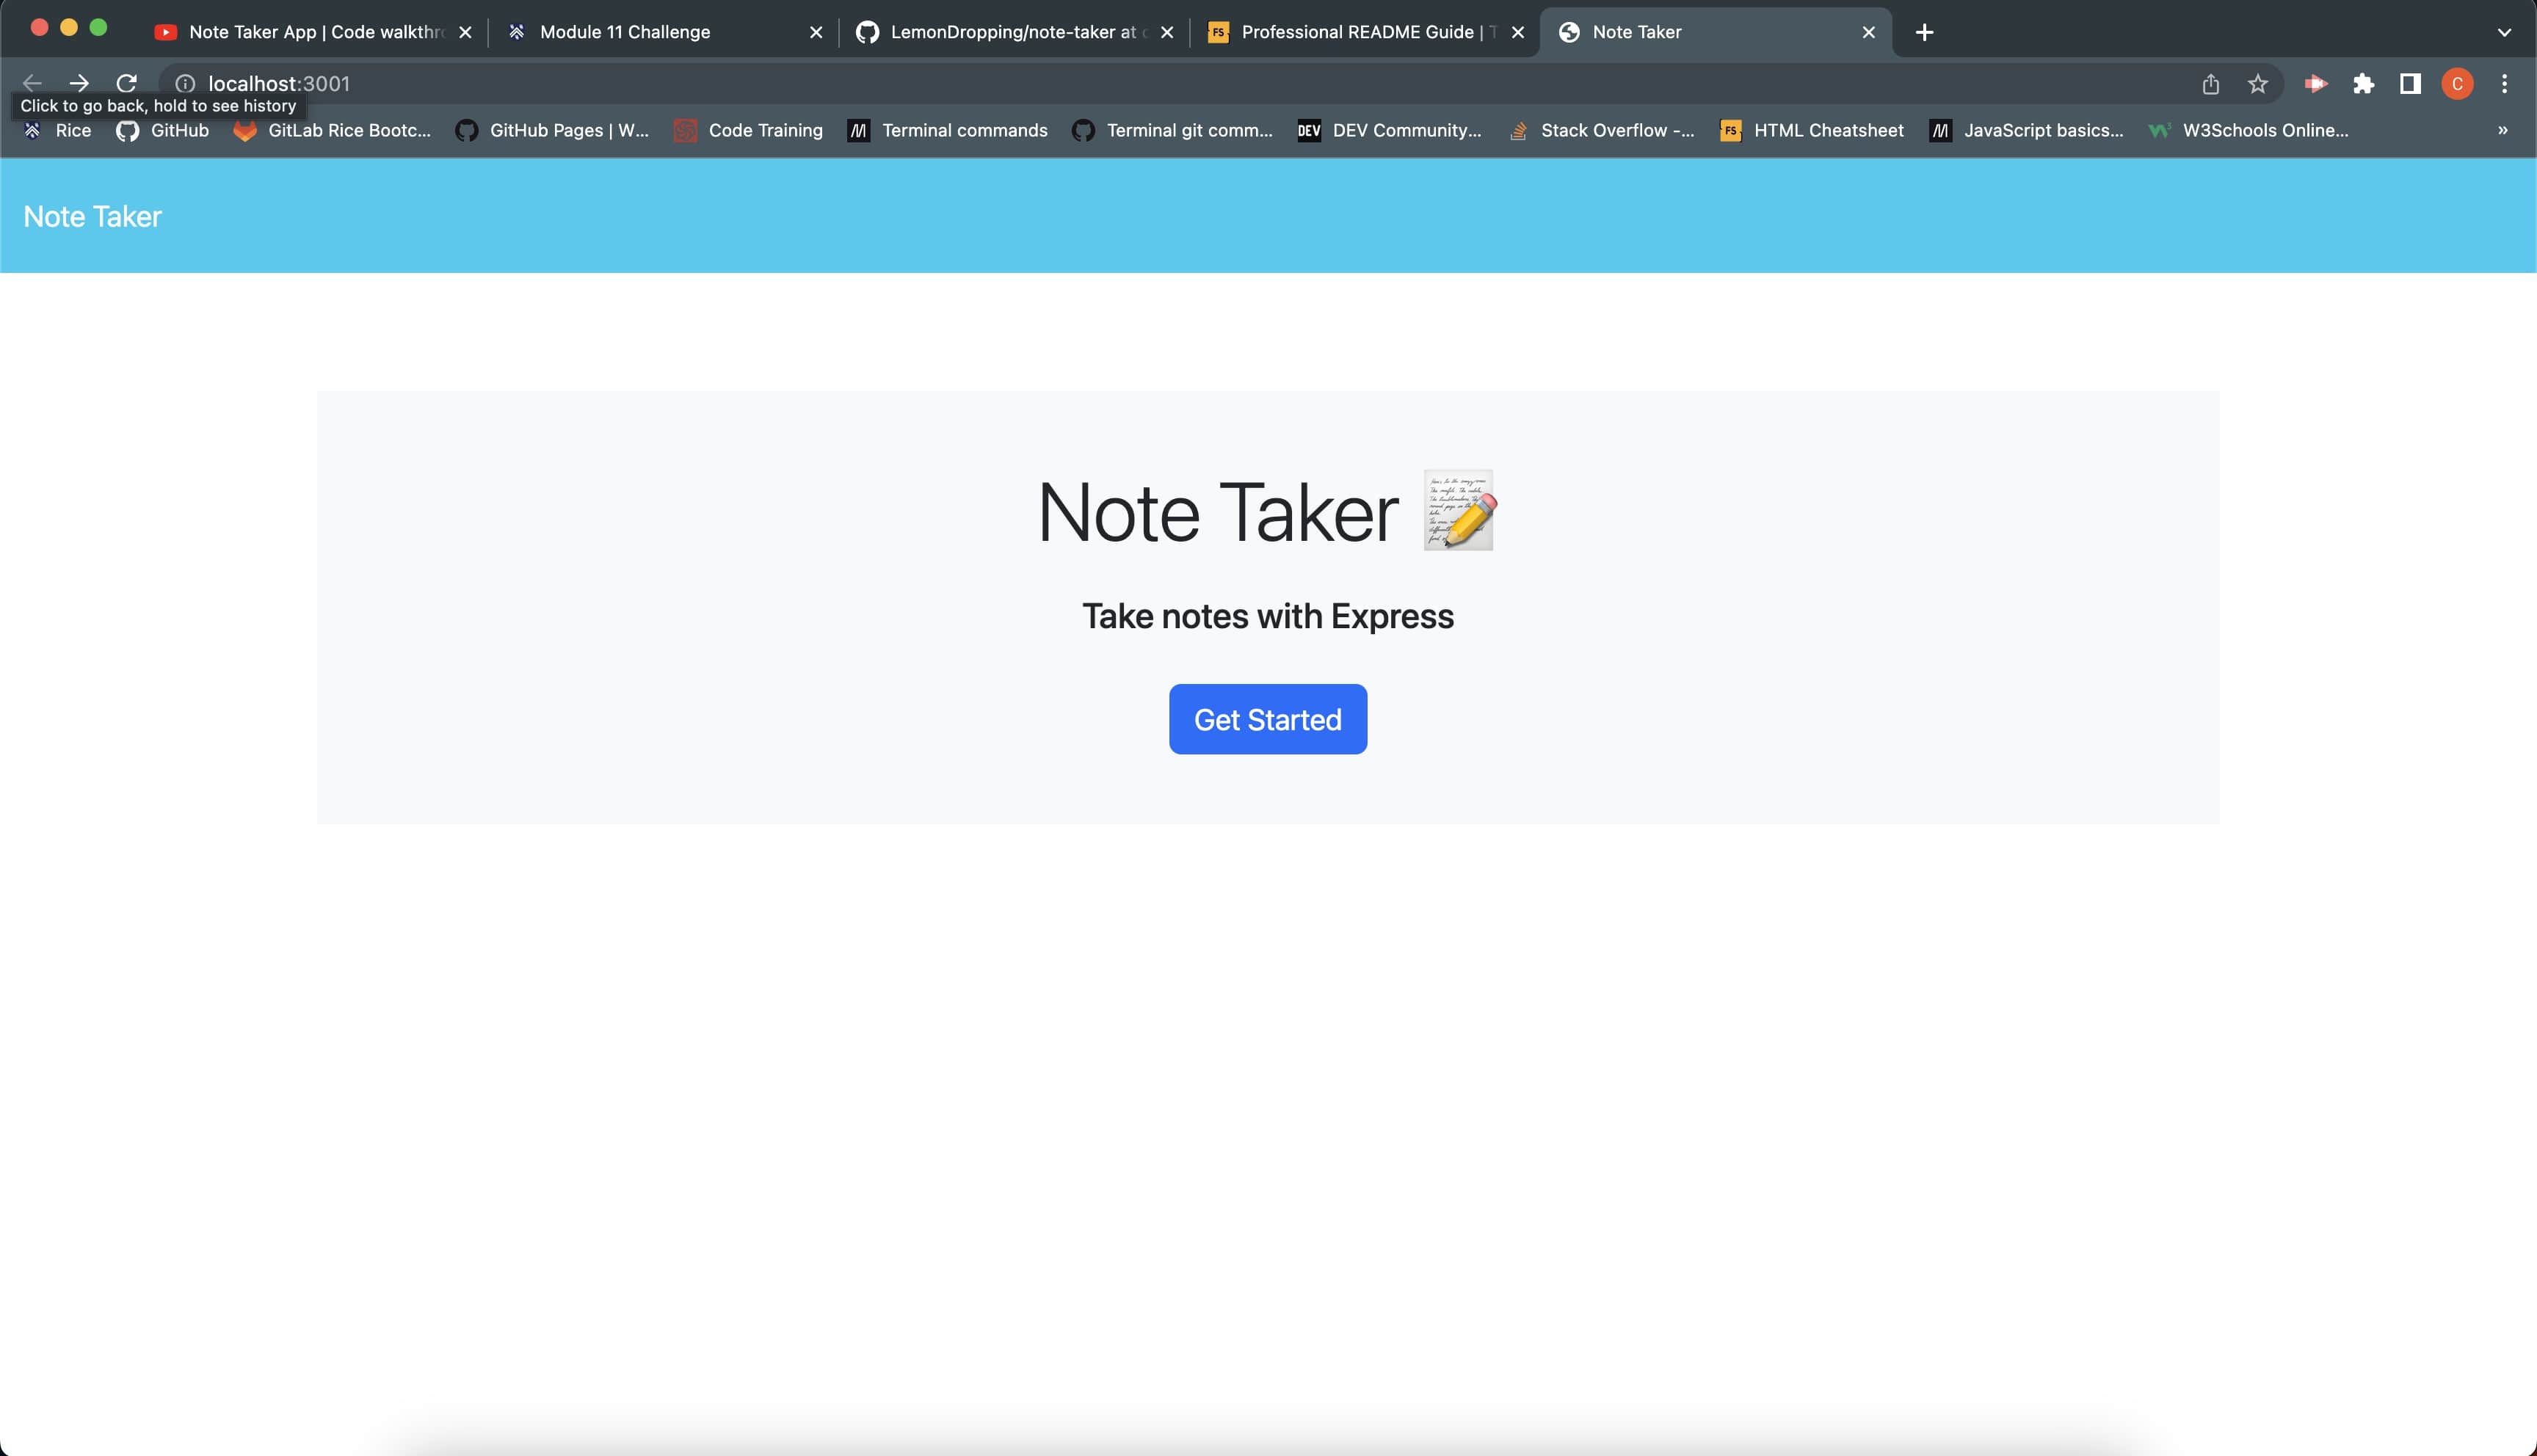 Note Taker App | Code walkthr
Module 11 Challenge
LemonDropping/note-taker at
Professional README Guide |
Note Taker
localhost:3001
C
Click to go back, hold to see history
Rice
GitHub
GitLab Rice Bootc...
GitHub Pages | W...
Code Training
Terminal commands
Terminal git comm...
DEV
DEV Community...
Stack Overflow -...
FS
HTML Cheatsheet
JavaScript basics...
W3Schools Online...
»
Note Taker
Note Taker
Take notes with Express
Get Started